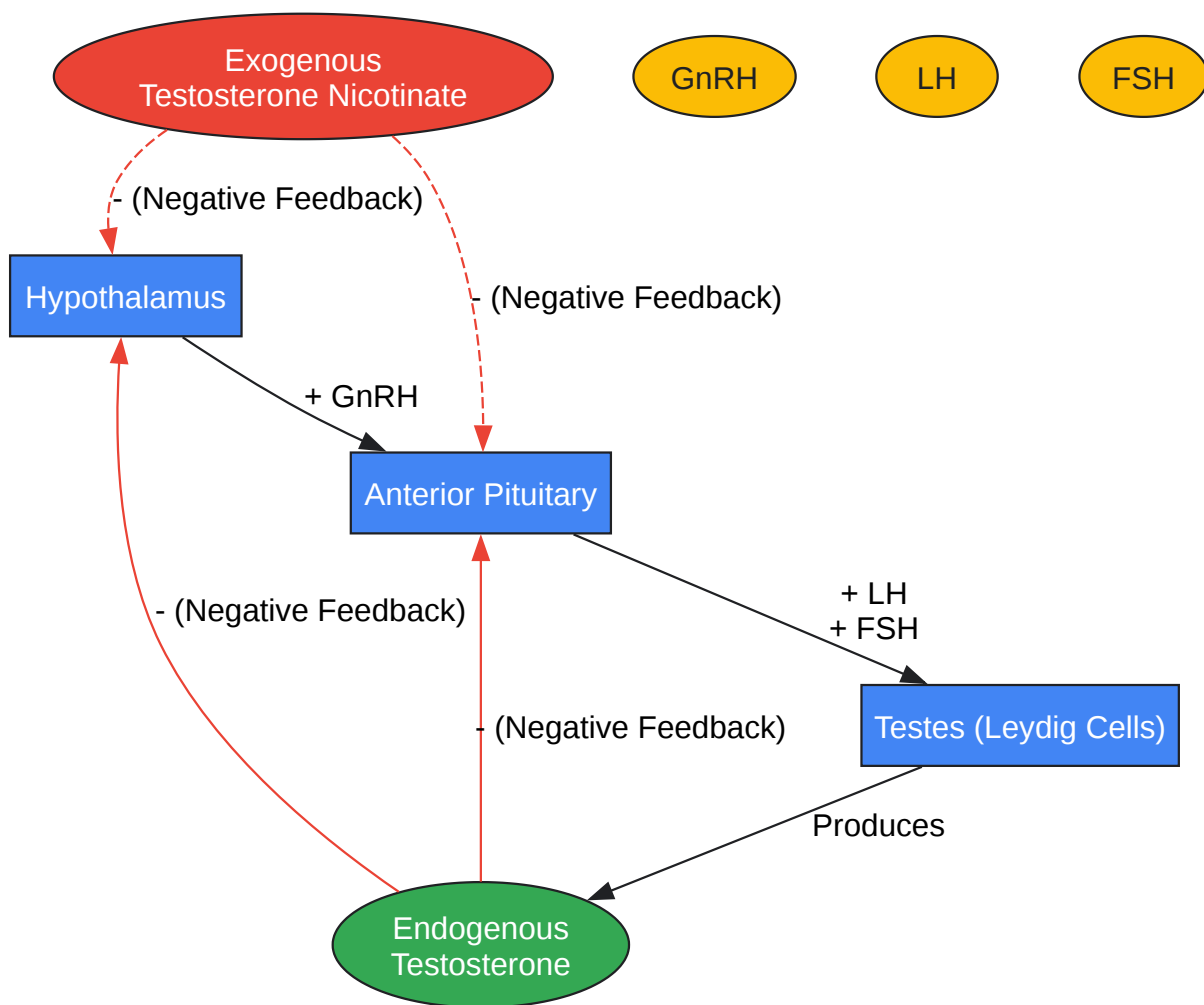 Exogenous
Testosterone Nicotinate
GnRH
LH
FSH
- (Negative Feedback)
Hypothalamus
- (Negative Feedback)
+ GnRH
Anterior Pituitary
+ LH
+ FSH
- (Negative Feedback)
- (Negative Feedback)
Testes (Leydig Cells)
Produces
Endogenous
Testosterone